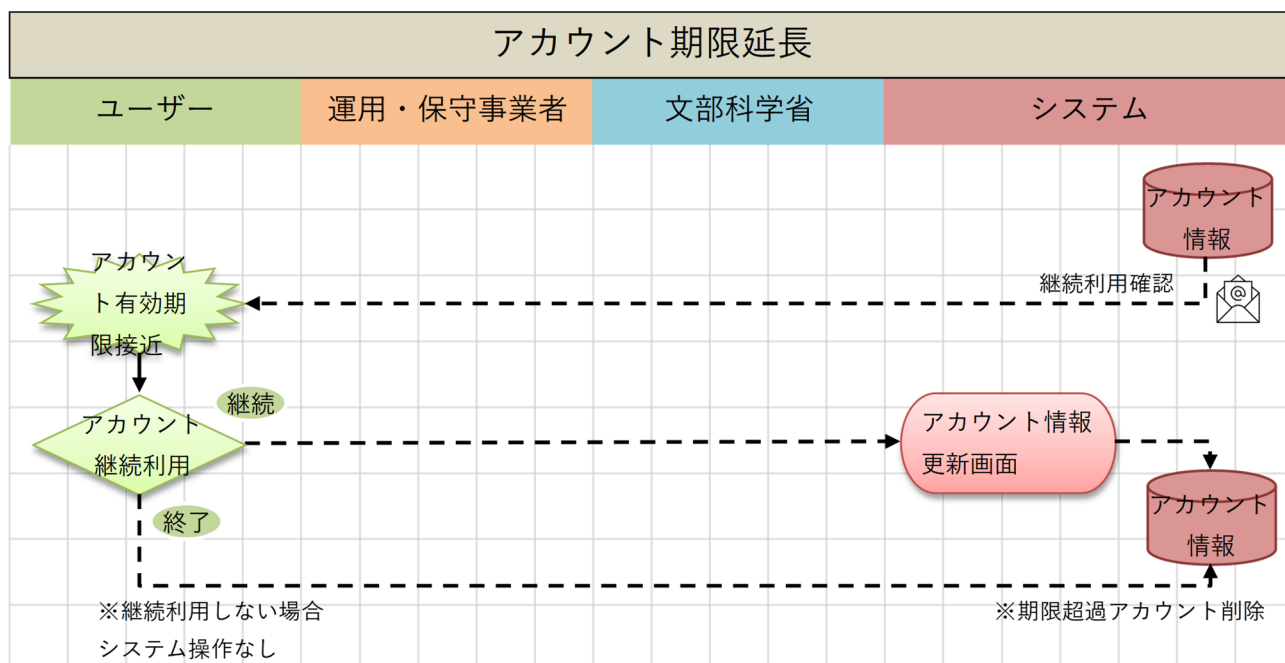 アカウント期限延長
ユーザー
運用・保守事業者
文部科学省
システム
アカウント
情報
アカウン
ト有効期
限接近
継続利用確認
@
継続
アカウント
継続利用
アカウント情報
更新画面
終了
アカウント
情報
※継続利用しない場合
システム操作なし
※期限超過アカウント削除